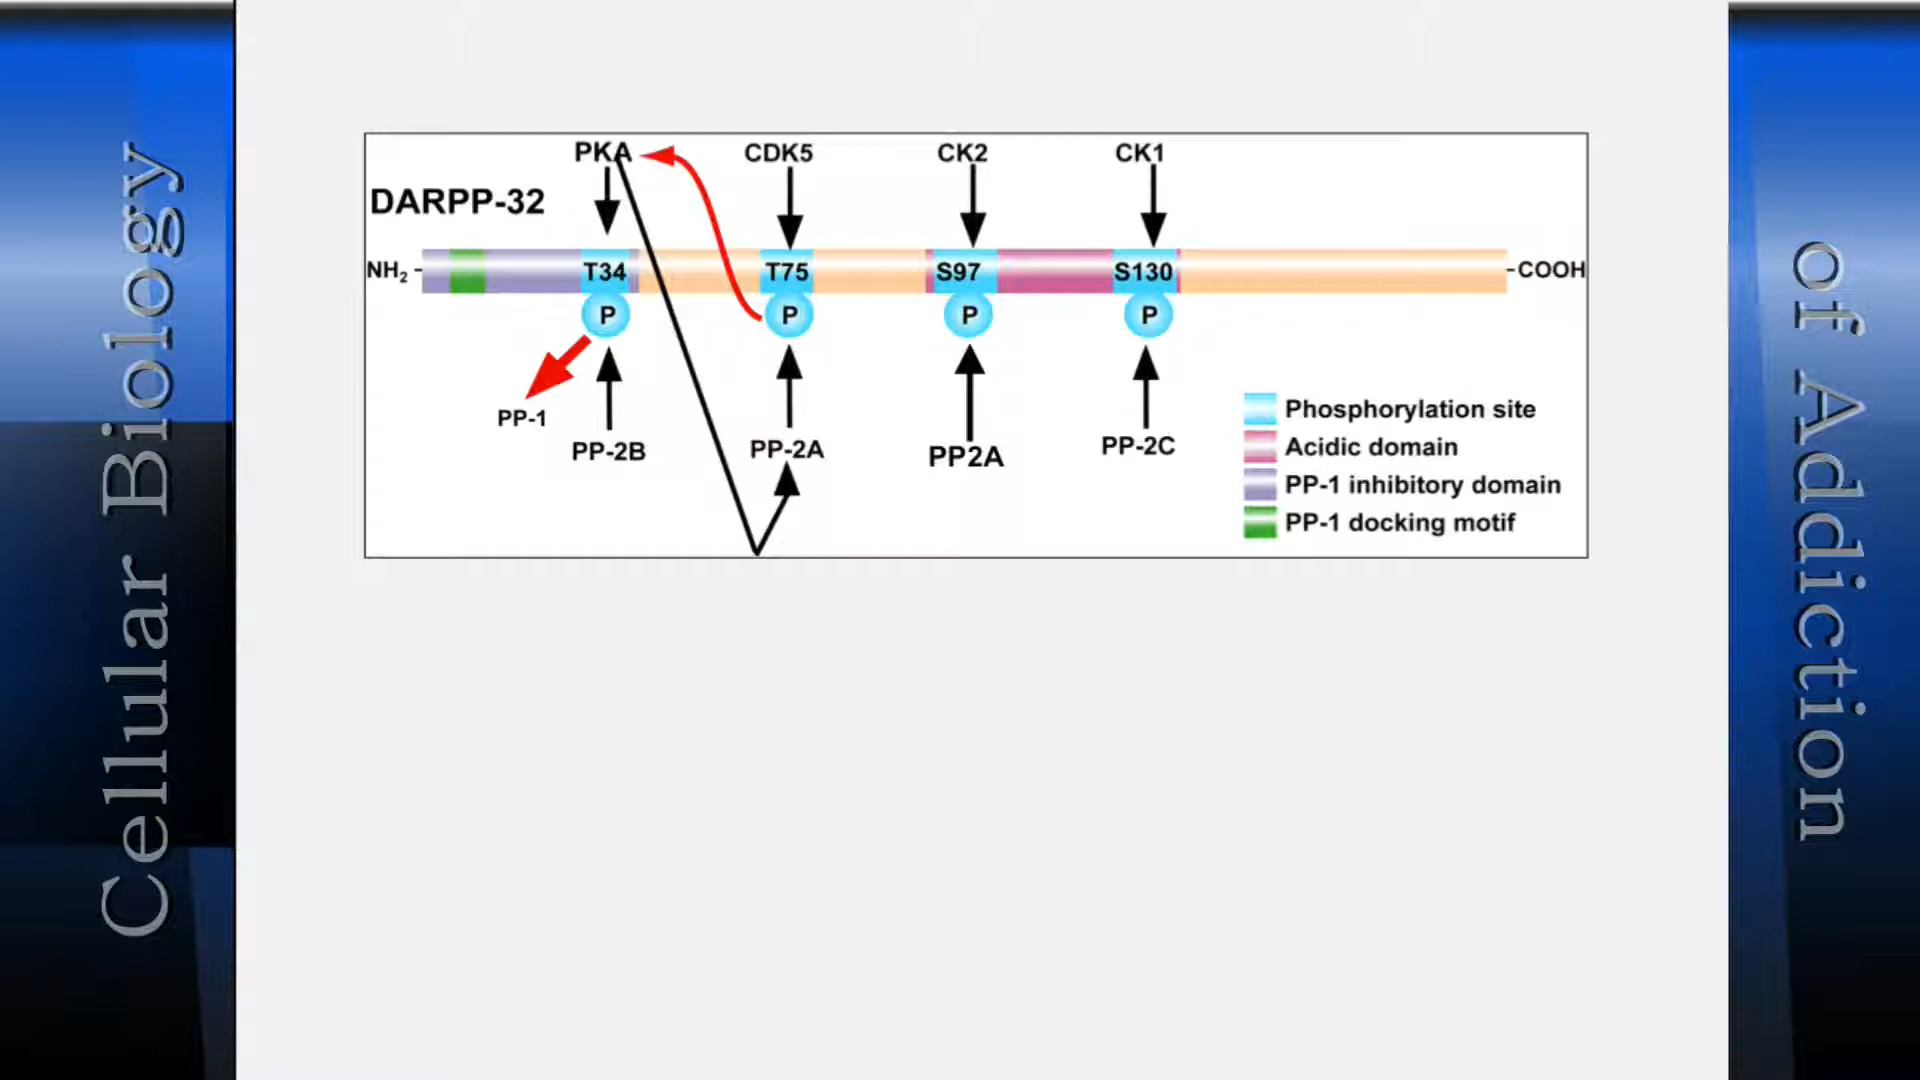 Cellular Biology
PKA CDK5 CK2 CK1
DARPP-32
NH2 - T34 T75 S97 S130 -COOH
P P P P
PP-1
PP-2B PP-2A PP2A PP-2C
Phosphorylation site
Acidic domain
PP-1 inhibitory domain
PP-1 docking motif
of Addiction